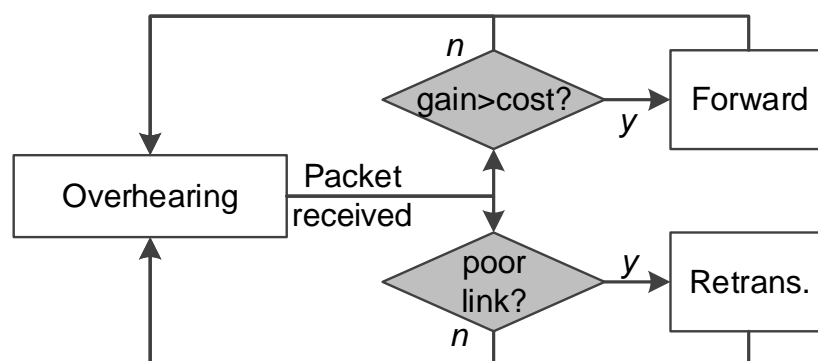 n
gain>cost?
y
Forward
Overhearing
Packet
received
poor
link?
y
Retrans.
n